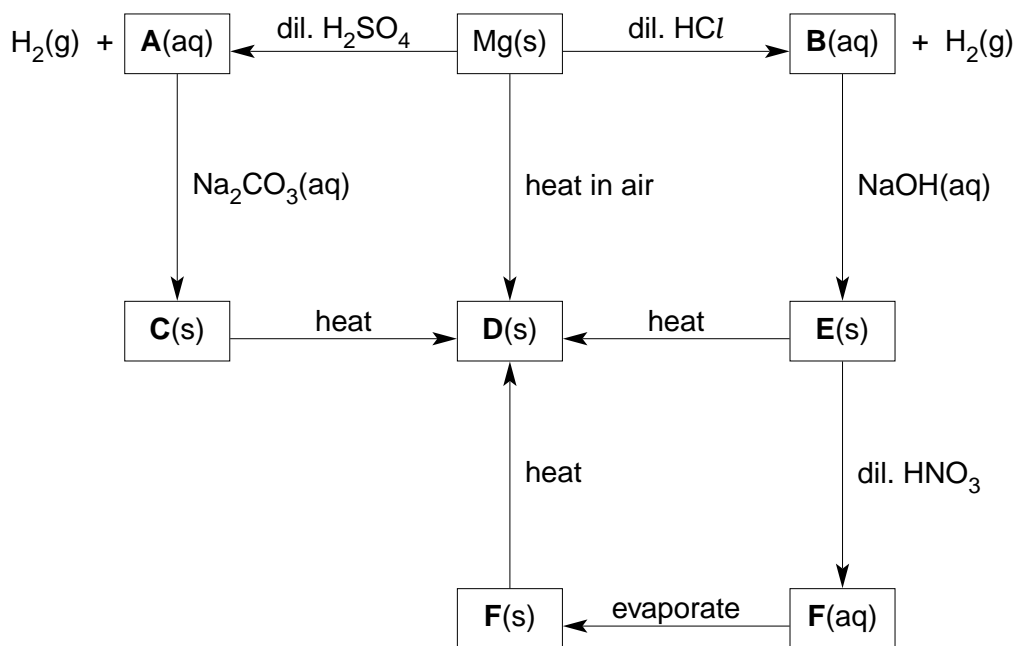 H₂(g) + A(aq) dil. H₂SO₄ Mg(s) dil. HCl B(aq) + H₂(g)
Na₂CO₃(aq) heat in air NaOH(aq)
C(s) heat D(s) heat E(s)
heat dil. HNO₃
F(s) evaporate F(aq)